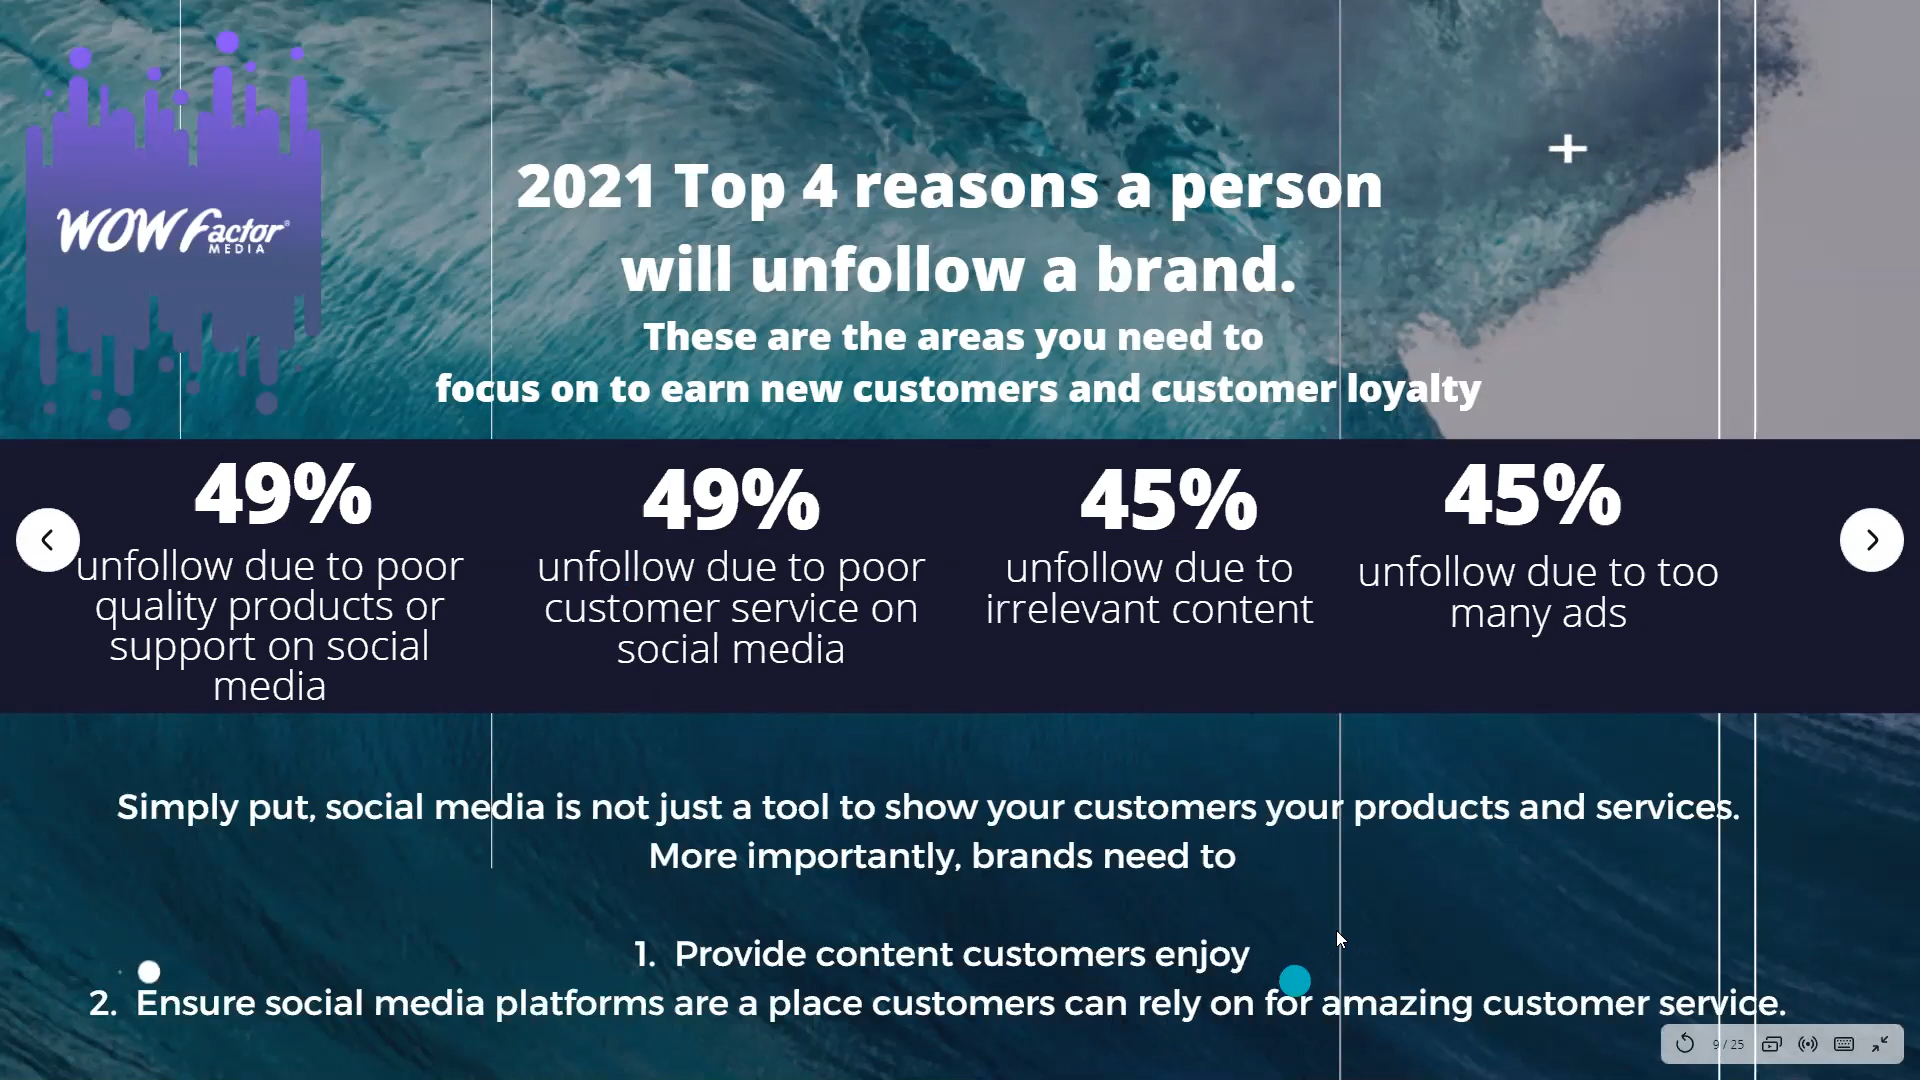 WOW Factor®
MEDIA
2021 Top 4 reasons a person
will unfollow a brand.
These are the areas you need to
focus on to earn new customers and customer loyalty
49%
unfollow due to poor
quality products or
support on social
media
49%
unfollow due to poor
customer service on
social media
45%
unfollow due to
irrelevant content
45%
unfollow due to too
many ads
Simply put, social media is not just a tool to show your customers your products and services.
More importantly, brands need to
1. Provide content customers enjoy
2. Ensure social media platforms are a place customers can rely on for amazing customer service.
9 / 25